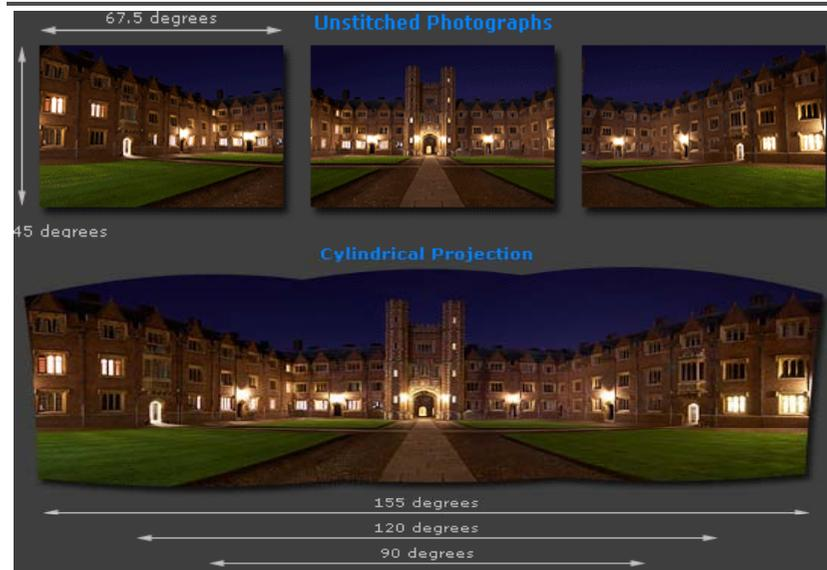 67.5 degrees
Unstitched Photographs
45 degrees
Cylindrical Projection
155 degrees
120 degrees
90 degrees